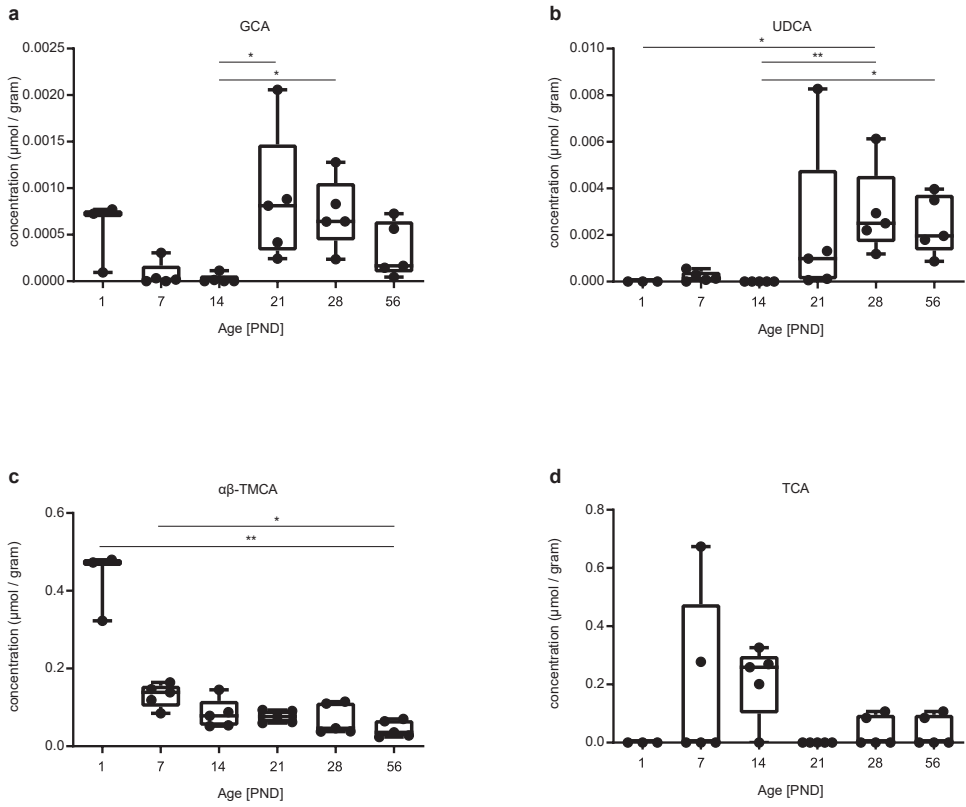 a
GCA
concentration (μmol / gram)
0.0025
0.0020
0.0015
0.0010
0.0005
0.0000
*
*
1 7 14 21 28 56
Age [PND]
b
UDCA
concentration (μmol / gram)
0.010
0.008
0.006
0.004
0.002
0.000
*
**
*
1 7 14 21 28 56
Age [PND]
c
αβ-TMCA
concentration (μmol / gram)
0.6
0.4
0.2
0.0
*
**
1 7 14 21 28 56
Age [PND]
d
TCA
concentration (μmol / gram)
0.8
0.6
0.4
0.2
0.0
1 7 14 21 28 56
Age [PND]